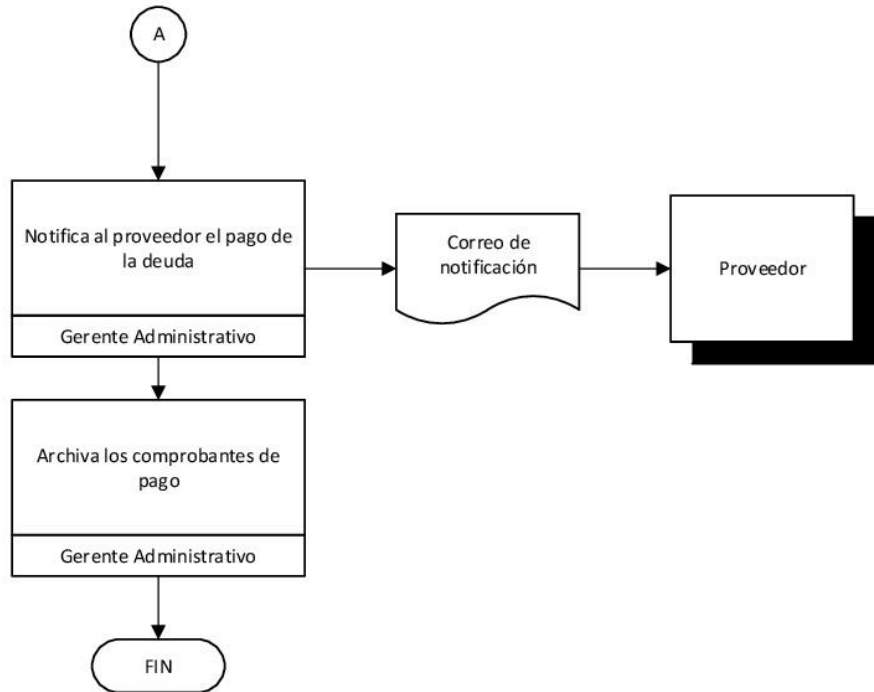 A
Notifica al proveedor el pago de
la deuda
Gerente Administrativo
Correo de
notificación
Proveedor
Archiva los comprobantes de
pago
Gerente Administrativo
FIN